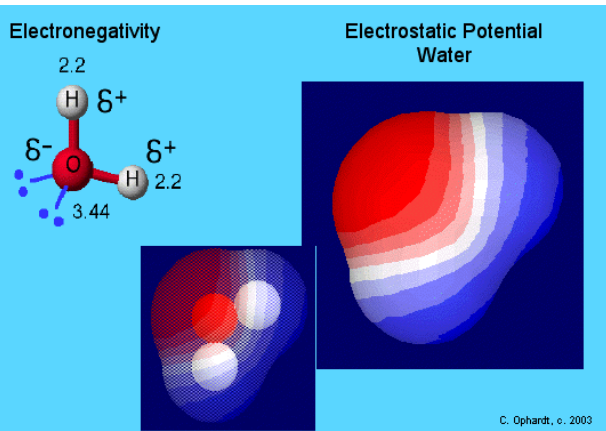 Electronegativity
2.2
H δ+
δ- δ+
O H 2.2
3.44
Electrostatic Potential
Water
C. Ophardt, c. 2003